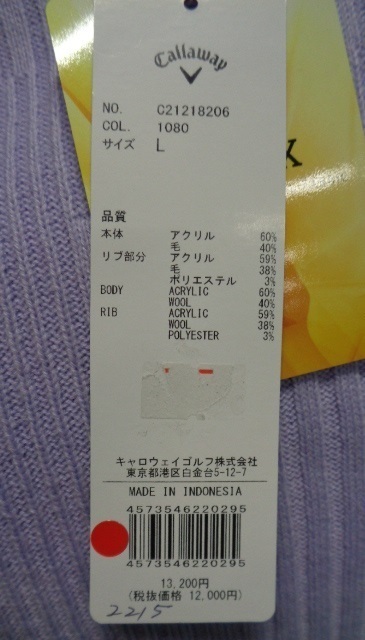 Callaway
NO. C21218206
COL. 1080
サイズ L
X
品質
本体 アクリル 60%
毛 40%
リブ部分 アクリル 59%
毛 38%
ポリエステル 3%
BODY ACRYLIC 60%
WOOL 40%
RIB ACRYLIC 59%
WOOL 38%
POLYESTER 3%
キャロウェイゴルフ株式会社
東京都港区白金台5-12-7
MADE IN INDONESIA
4573546220295
4573546220295
13,200円
(税抜価格 12,000円)
2215